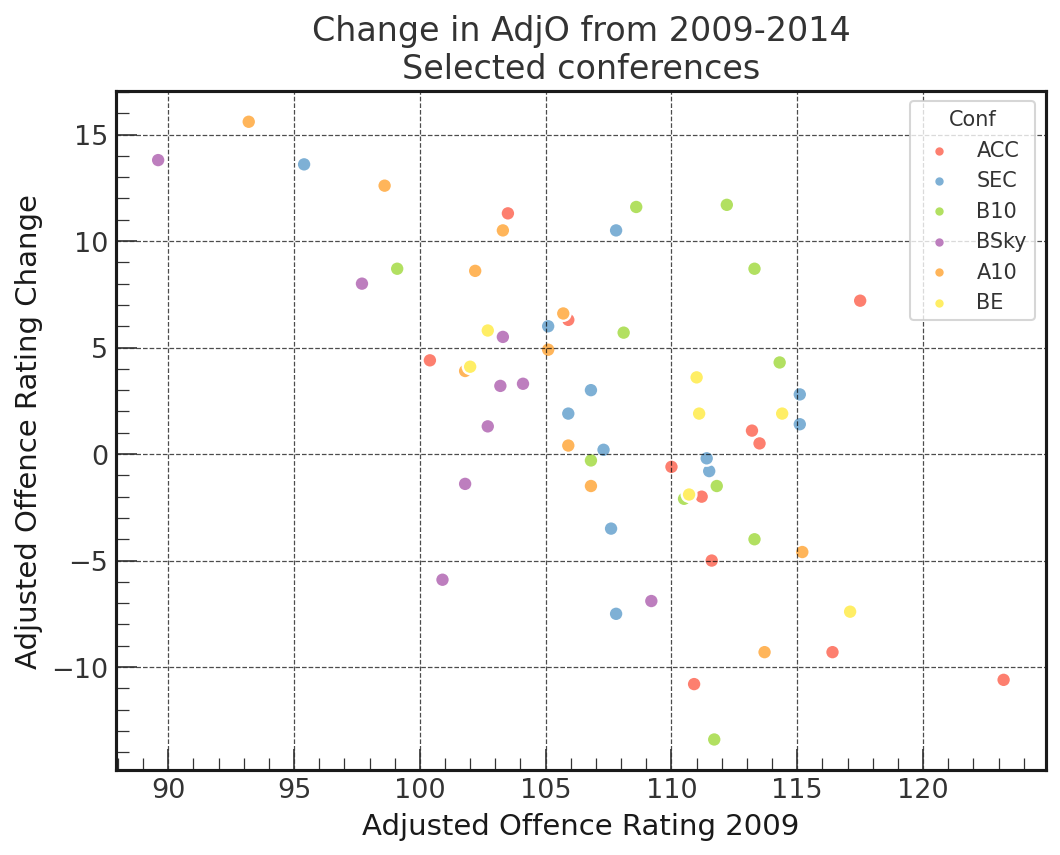 Change in AdjO from 2009-2014
Selected conferences
Conf
ACC
SEC
B10
BSky
A10
BE
Adjusted Offence Rating Change
15
10
5
0
−5
−10
90 95 100 105 110 115 120
Adjusted Offence Rating 2009